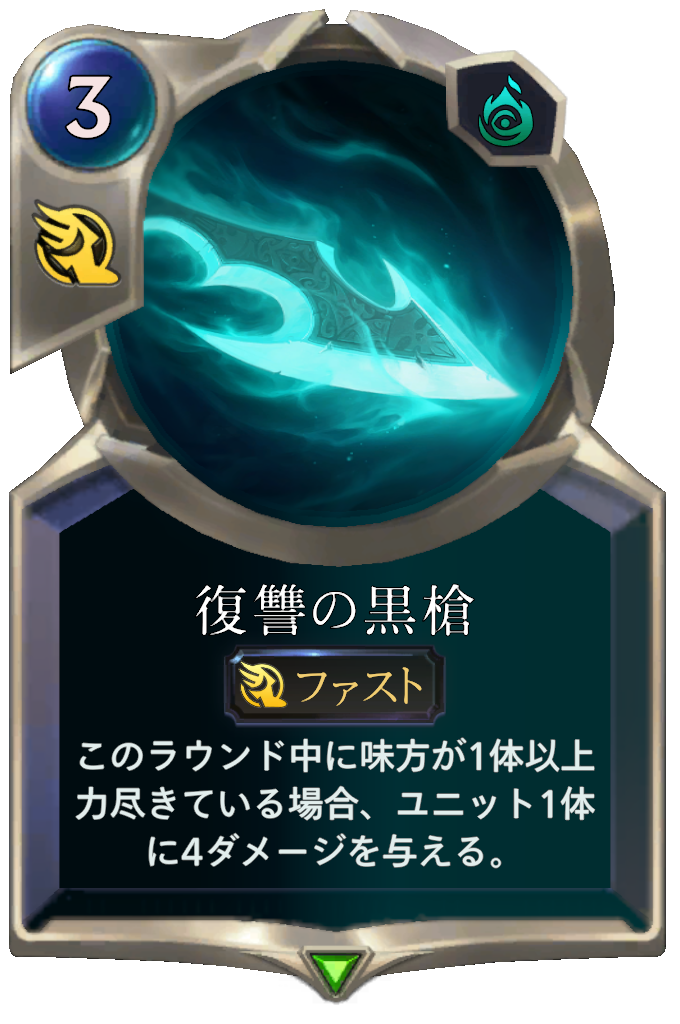 3
復讐の黒槍
ファスト
このラウンド中に味方が1体以上
力尽きている場合、ユニット1体
に4ダメージを与える。